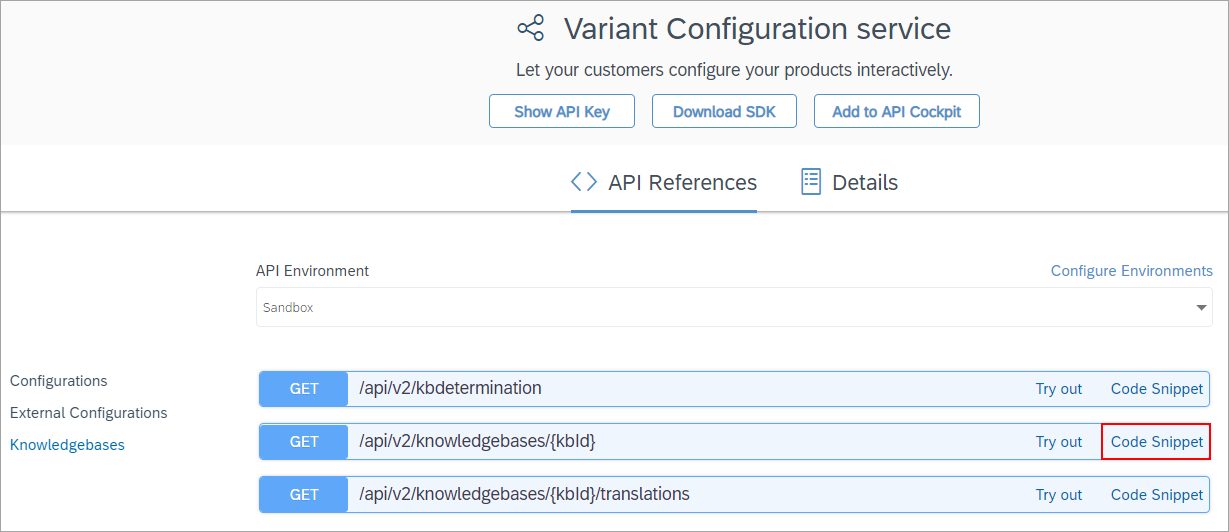 Variant Configuration service
Let your customers configure your products interactively.
Show API Key Download SDK Add to API Cockpit
API References Details
API Environment Configure Environments
Sandbox
Configurations
External Configurations
Knowledgebases
GET /api/v2/kbdetermination Try out Code Snippet
GET /api/v2/knowledgebases/{kbId} Try out Code Snippet
GET /api/v2/knowledgebases/{kbId}/translations Try out Code Snippet